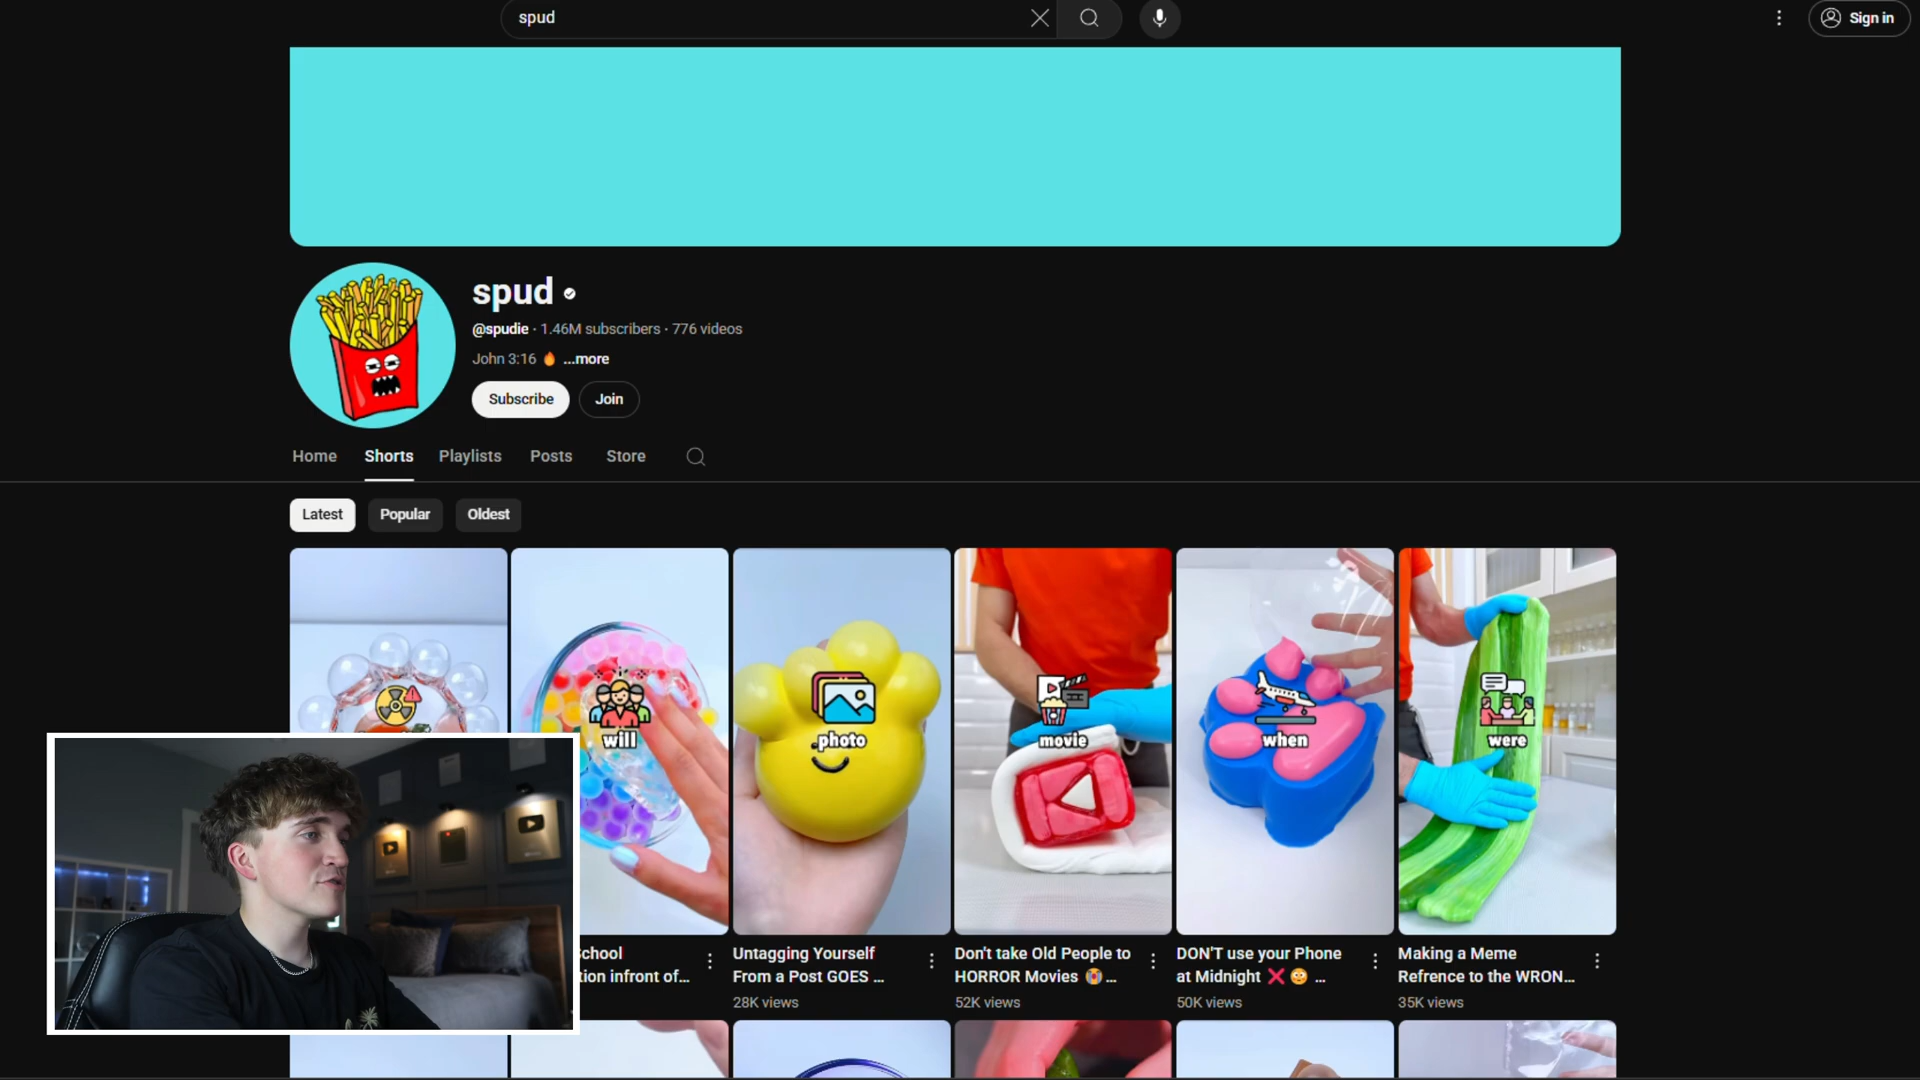 spud
Sign in
spud
@spudie · 1.46M subscribers · 776 videos
John 3:16 🔥 ...more
Subscribe
Join
Home
Shorts
Playlists
Posts
Store
Latest
Popular
Oldest
will
photo
movie
when
were
School
tion infront of...
Untagging Yourself
From a Post GOES ...
28K views
Don't take Old People to
HORROR Movies 😭 ...
52K views
DON'T use your Phone
at Midnight ❌ 😳 ...
50K views
Making a Meme
Refrence to the WRON...
35K views